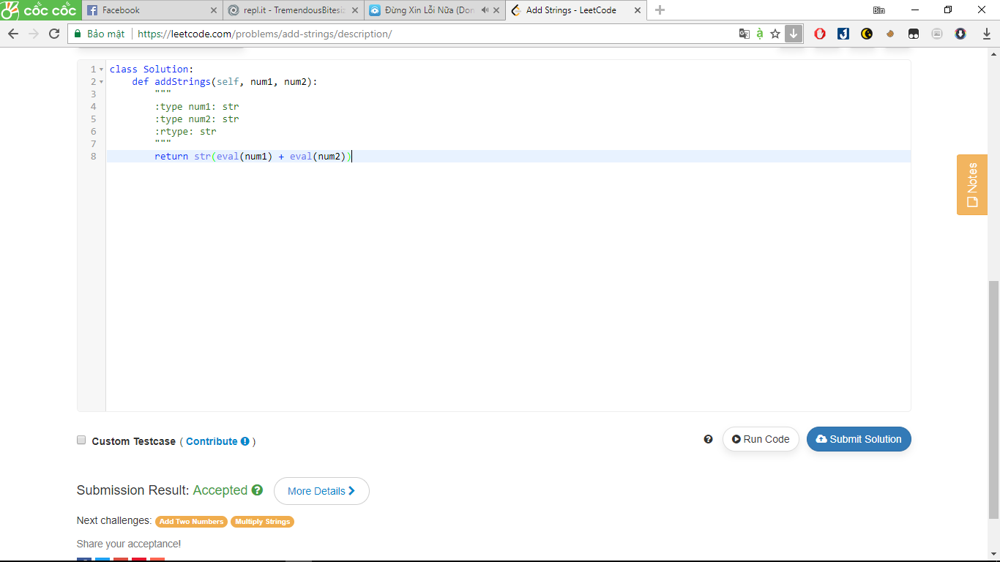 cốc cốc
Facebook
repl.it - TremendousBitesiz
Đừng Xin Lỗi Nữa (Don
Add Strings - LeetCode
Bin
Bảo mật
https://leetcode.com/problems/add-strings/description/
1 class Solution:
2     def addStrings(self, num1, num2):
3         """
4         :type num1: str
5         :type num2: str
6         :rtype: str
7         """
8         return str(eval(num1) + eval(num2))
Notes
Custom Testcase ( Contribute )
Run Code
Submit Solution
Submission Result: Accepted
More Details
Next challenges: Add Two Numbers Multiply Strings
Share your acceptance!